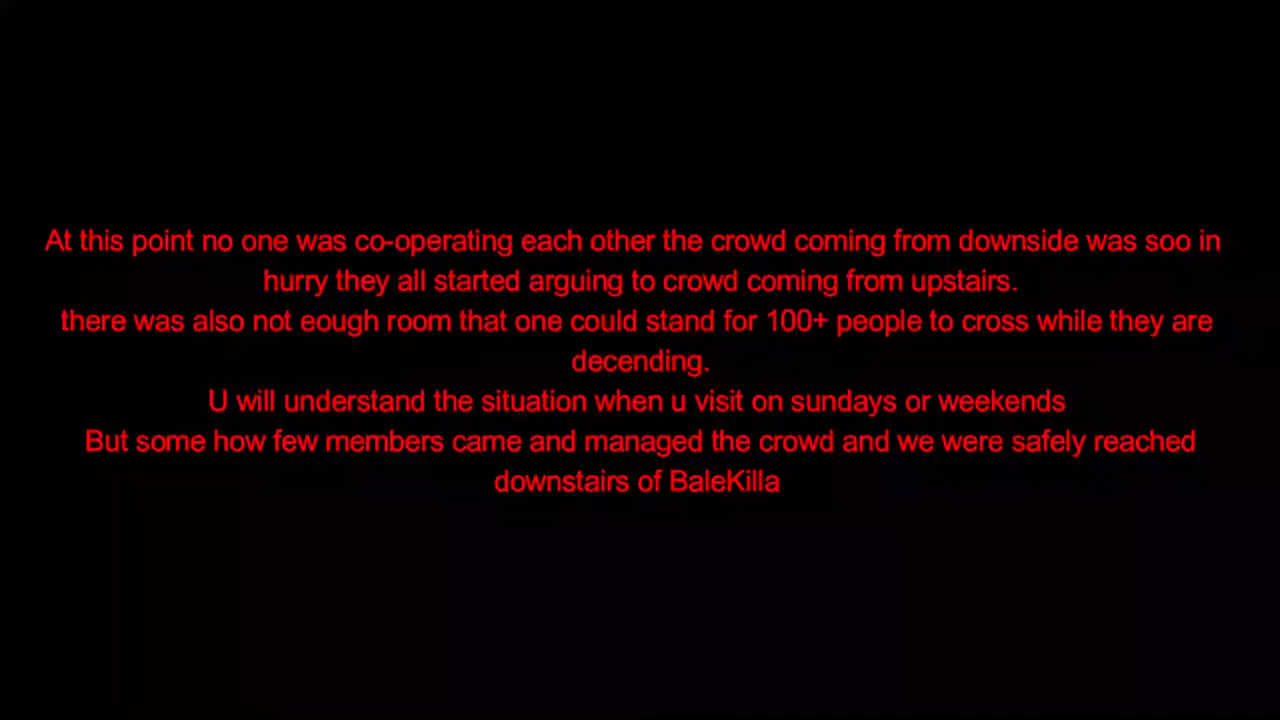 At this point no one was co-operating each other the crowd coming from downside was soo in
hurry they all started arguing to crowd coming from upstairs.
there was also not eough room that one could stand for 100+ people to cross while they are
decending.
U will understand the situation when u visit on sundays or weekends
But some how few members came and managed the crowd and we were safely reached
downstairs of BaleKilla